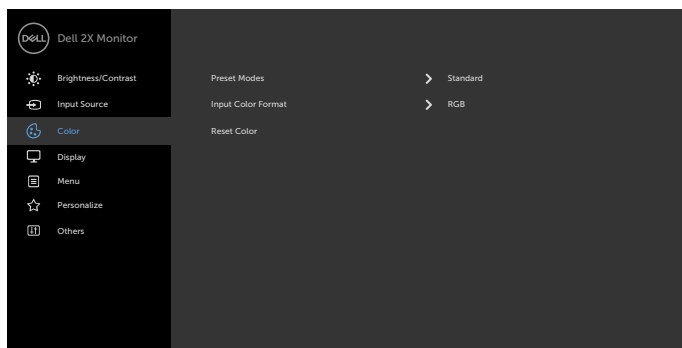 DELL Dell 2X Monitor
Brightness/Contrast Preset Modes Standard
Input Source Input Color Format RGB
Color Reset Color
Display
Menu
Personalize
Others